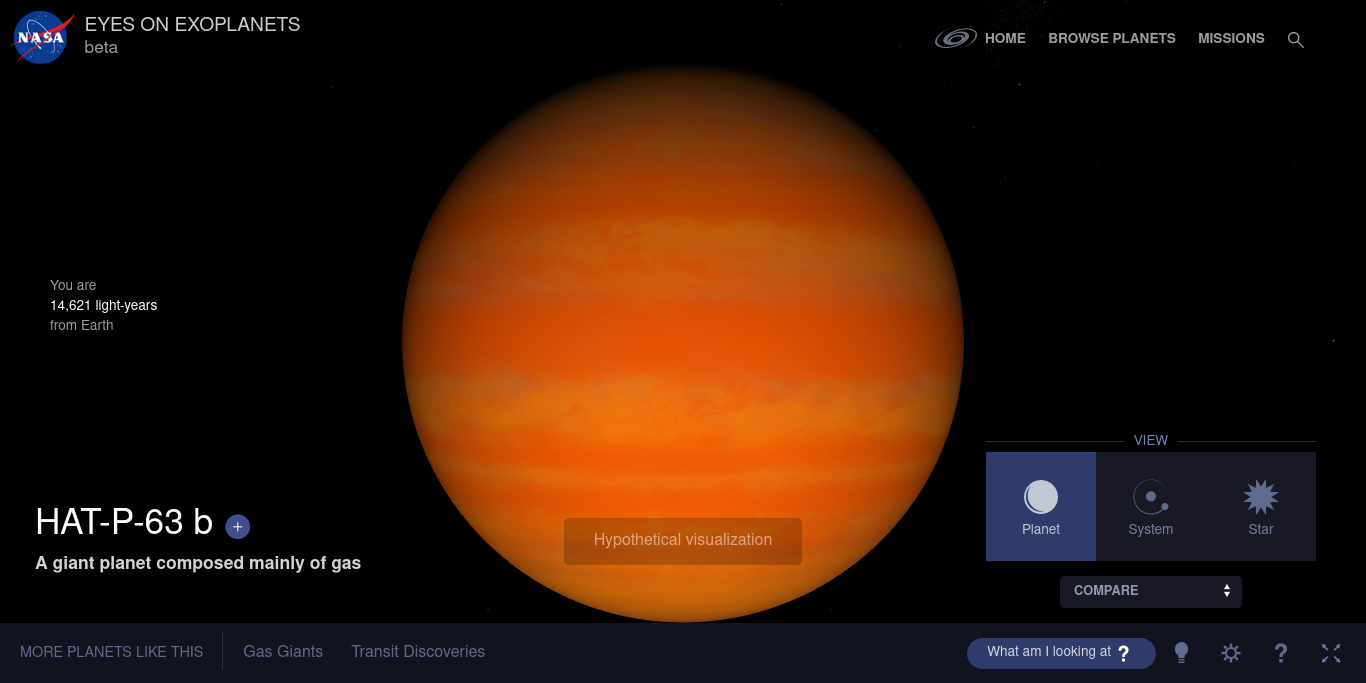 NASA
EYES ON EXOPLANETS
beta
HOME
BROWSE PLANETS
MISSIONS
You are
14,621 light-years
from Earth
HAT-P-63 b +
A giant planet composed mainly of gas
Hypothetical visualization
VIEW
Planet
System
Star
COMPARE
MORE PLANETS LIKE THIS
Gas Giants
Transit Discoveries
What am I looking at ?
?